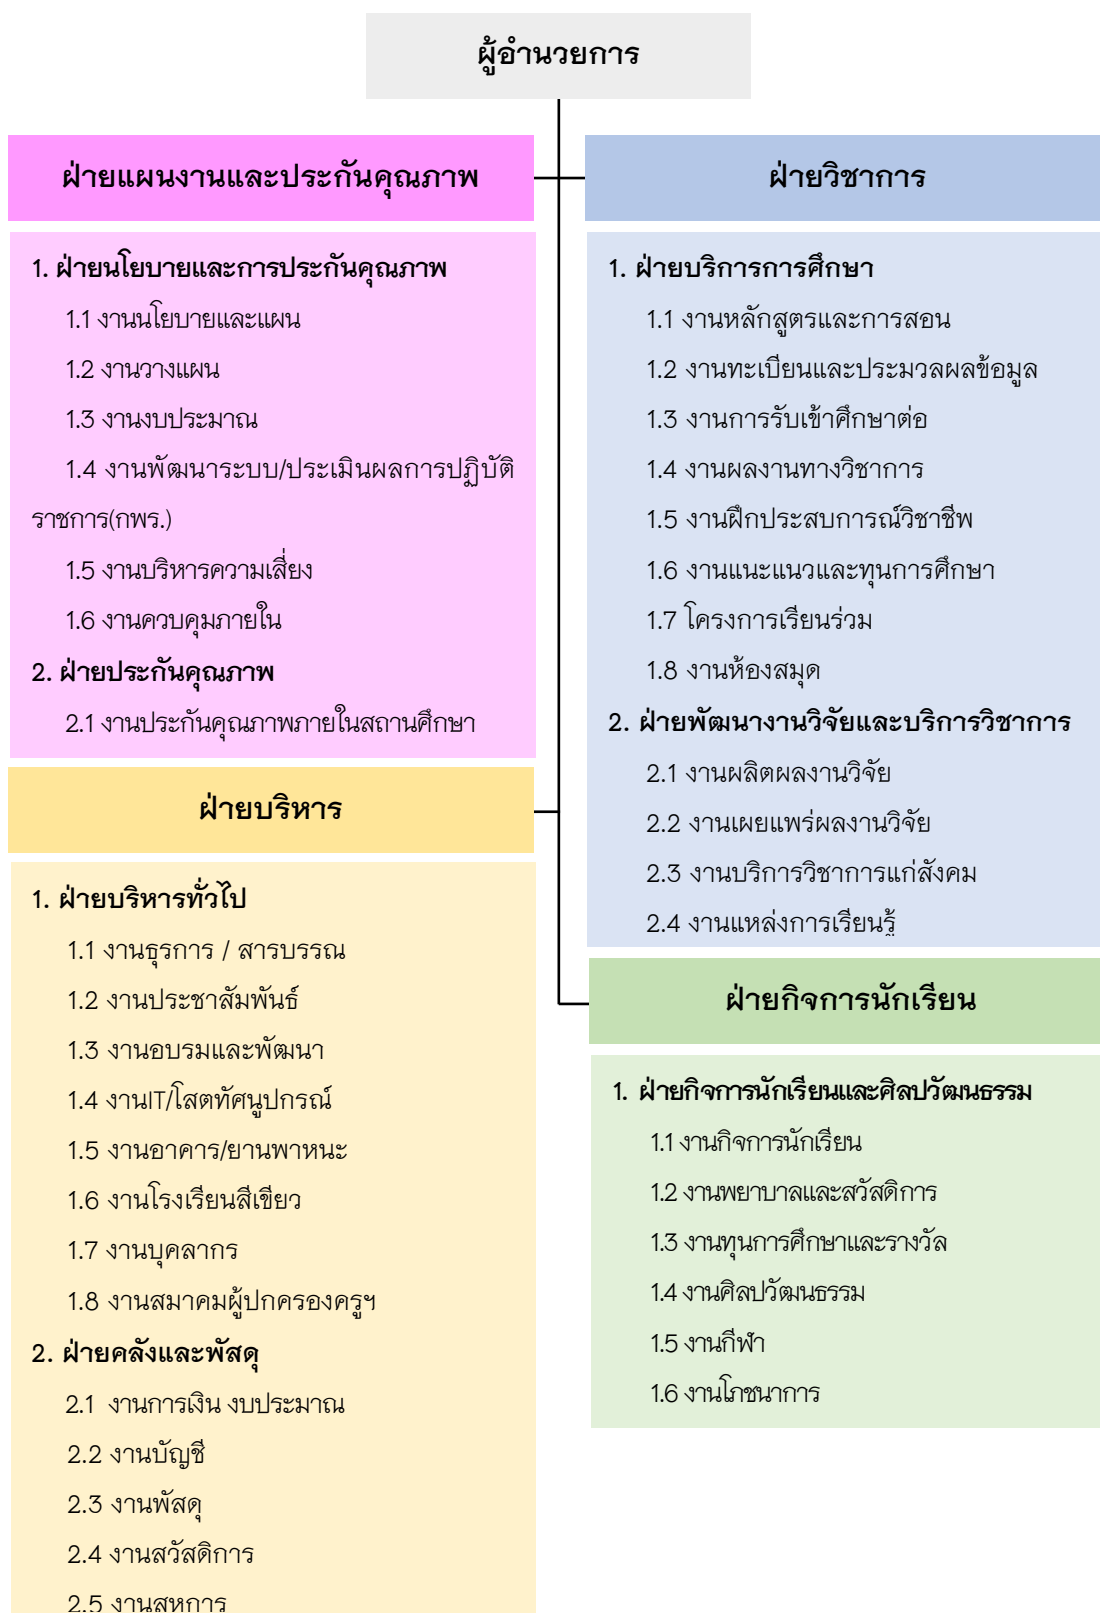 ผู้อำนวยการ
ฝ่ายแผนงานและประกันคุณภาพ
1. ฝ่ายนโยบายและการประกันคุณภาพ
1.1 งานนโยบายและแผน
1.2 งานวางแผน
1.3 งานงบประมาณ
1.4 งานพัฒนาระบบ/ประเมินผลการปฏิบัติ
ราชการ(กพร.)
1.5 งานบริหารความเสี่ยง
1.6 งานควบคุมภายใน
2. ฝ่ายประกันคุณภาพ
2.1 งานประกันคุณภาพภายในสถานศึกษา
ฝ่ายบริหาร
1. ฝ่ายบริหารทั่วไป
1.1 งานธุรการ / สารบรรณ
1.2 งานประชาสัมพันธ์
1.3 งานอบรมและพัฒนา
1.4 งานIT/โสตทัศนูปกรณ์
1.5 งานอาคาร/ยานพาหนะ
1.6 งานโรงเรียนสีเขียว
1.7 งานบุคลากร
1.8 งานสมาคมผู้ปกครองครูฯ
2. ฝ่ายคลังและพัสดุ
2.1 งานการเงิน งบประมาณ
2.2 งานบัญชี
2.3 งานพัสดุ
2.4 งานสวัสดิการ
2.5 งานสหการ
ฝ่ายวิชาการ
1. ฝ่ายบริการการศึกษา
1.1 งานหลักสูตรและการสอน
1.2 งานทะเบียนและประมวลผลข้อมูล
1.3 งานการรับเข้าศึกษาต่อ
1.4 งานผลงานทางวิชาการ
1.5 งานฝึกประสบการณ์วิชาชีพ
1.6 งานแนะแนวและทุนการศึกษา
1.7 โครงการเรียนร่วม
1.8 งานห้องสมุด
2. ฝ่ายพัฒนางานวิจัยและบริการวิชาการ
2.1 งานผลิตผลงานวิจัย
2.2 งานเผยแพร่ผลงานวิจัย
2.3 งานบริการวิชาการแก่สังคม
2.4 งานแหล่งการเรียนรู้
ฝ่ายกิจการนักเรียน
1. ฝ่ายกิจการนักเรียนและศิลปวัฒนธรรม
1.1 งานกิจการนักเรียน
1.2 งานพยาบาลและสวัสดิการ
1.3 งานทุนการศึกษาและรางวัล
1.4 งานศิลปวัฒนธรรม
1.5 งานกีฬา
1.6 งานโภชนาการ